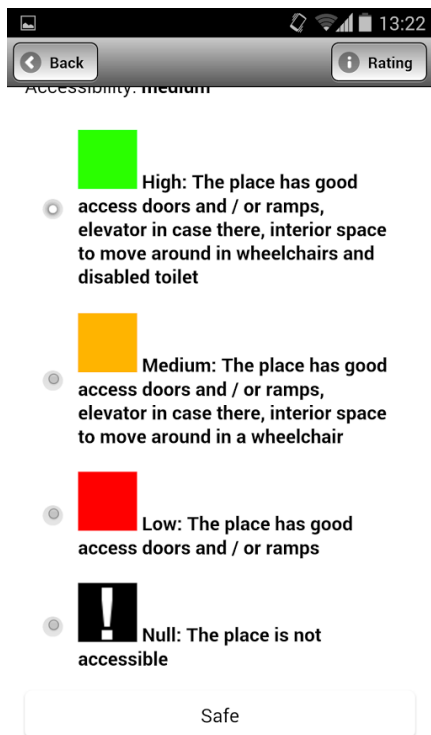 13:22
Back
Rating
Accessibility: medium
High: The place has good
access doors and / or ramps,
elevator in case there, interior space
to move around in wheelchairs and
disabled toilet
Medium: The place has good
access doors and / or ramps,
elevator in case there, interior space
to move around in a wheelchair
Low: The place has good
access doors and / or ramps
Null: The place is not
accessible
Safe